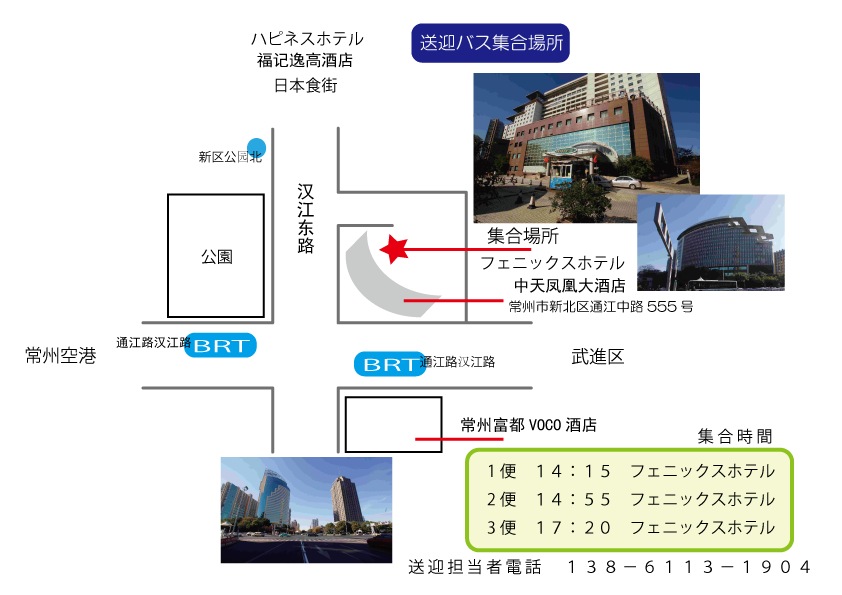 ハピネスホテル
福记逸高酒店
日本食街
送迎バス集合場所
新区公园北
汉江东路
公園
集合場所
フェニックスホテル
中天凤凰大酒店
常州市新北区通江中路 555 号
通江路汉江路
BRT
常州空港
BRT
通江路汉江路
武進区
常州富都 VOCO 酒店
集合時間
1便 14：15 フェニックスホテル
2便 14：55 フェニックスホテル
3便 17：20 フェニックスホテル
送迎担当者電話 138－6113－1904